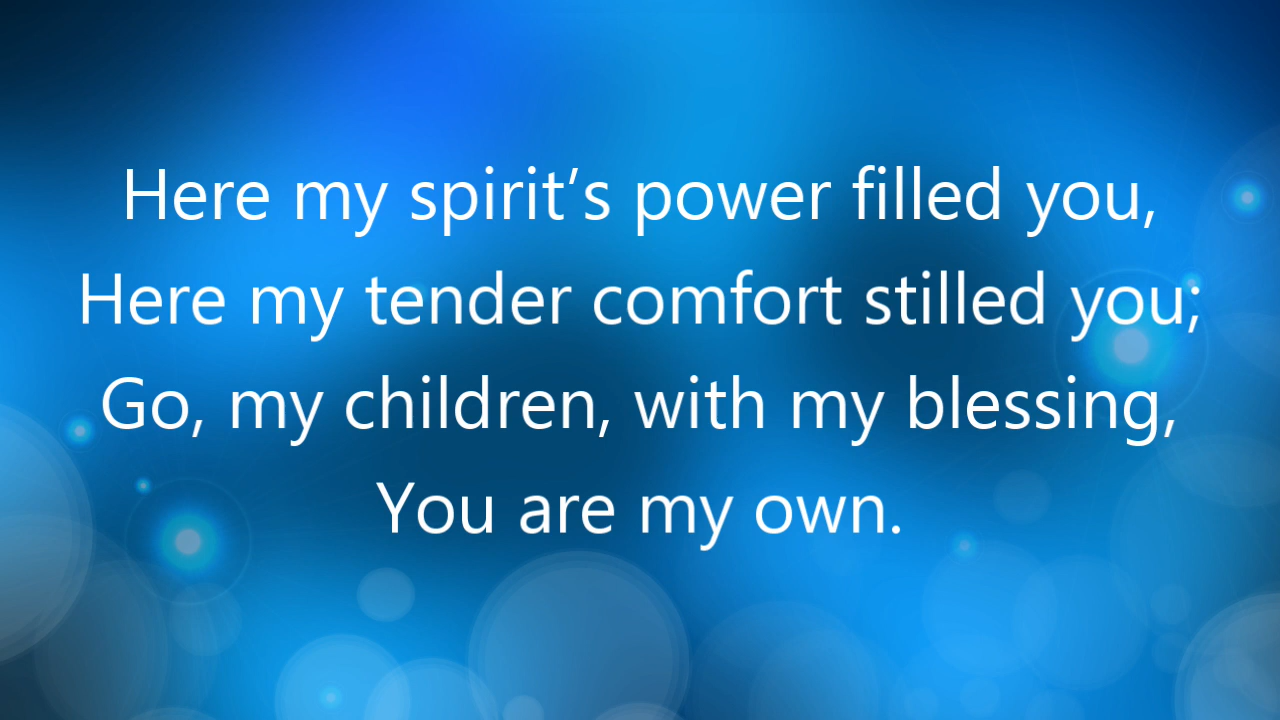 Here my spirit’s power filled you,
Here my tender comfort stilled you;
Go, my children, with my blessing,
You are my own.